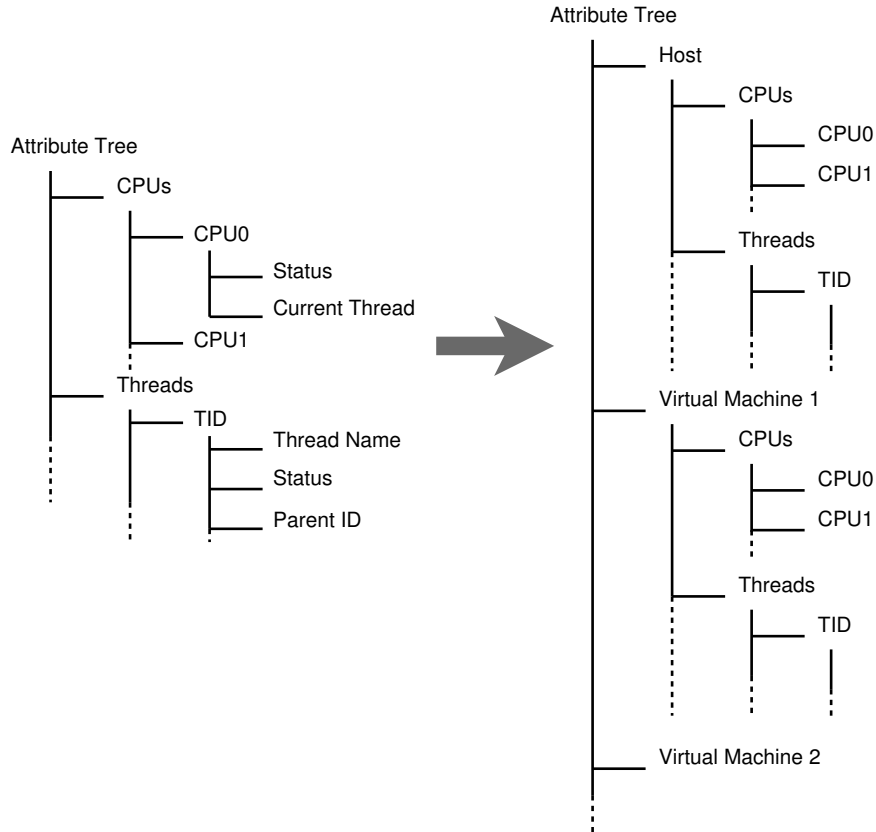 Attribute Tree
CPUs
CPU0
Status
Current Thread
CPU1
Threads
TID
Thread Name
Status
Parent ID
Attribute Tree
Host
CPUs
CPU0
CPU1
Threads
TID
Virtual Machine 1
CPUs
CPU0
CPU1
Threads
TID
Virtual Machine 2